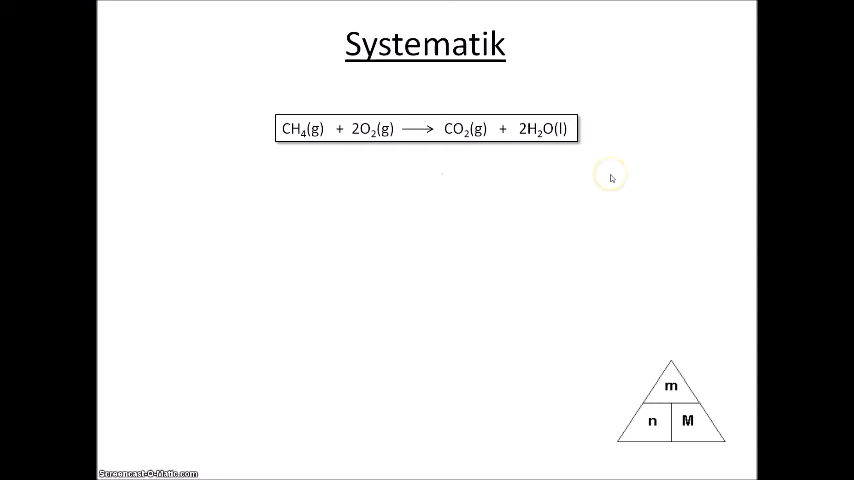 Systematik
CH₄(g) + 2O₂(g) ⟶ CO₂(g) + 2H₂O(l)
m
n M
Screencast-O-Matic.com